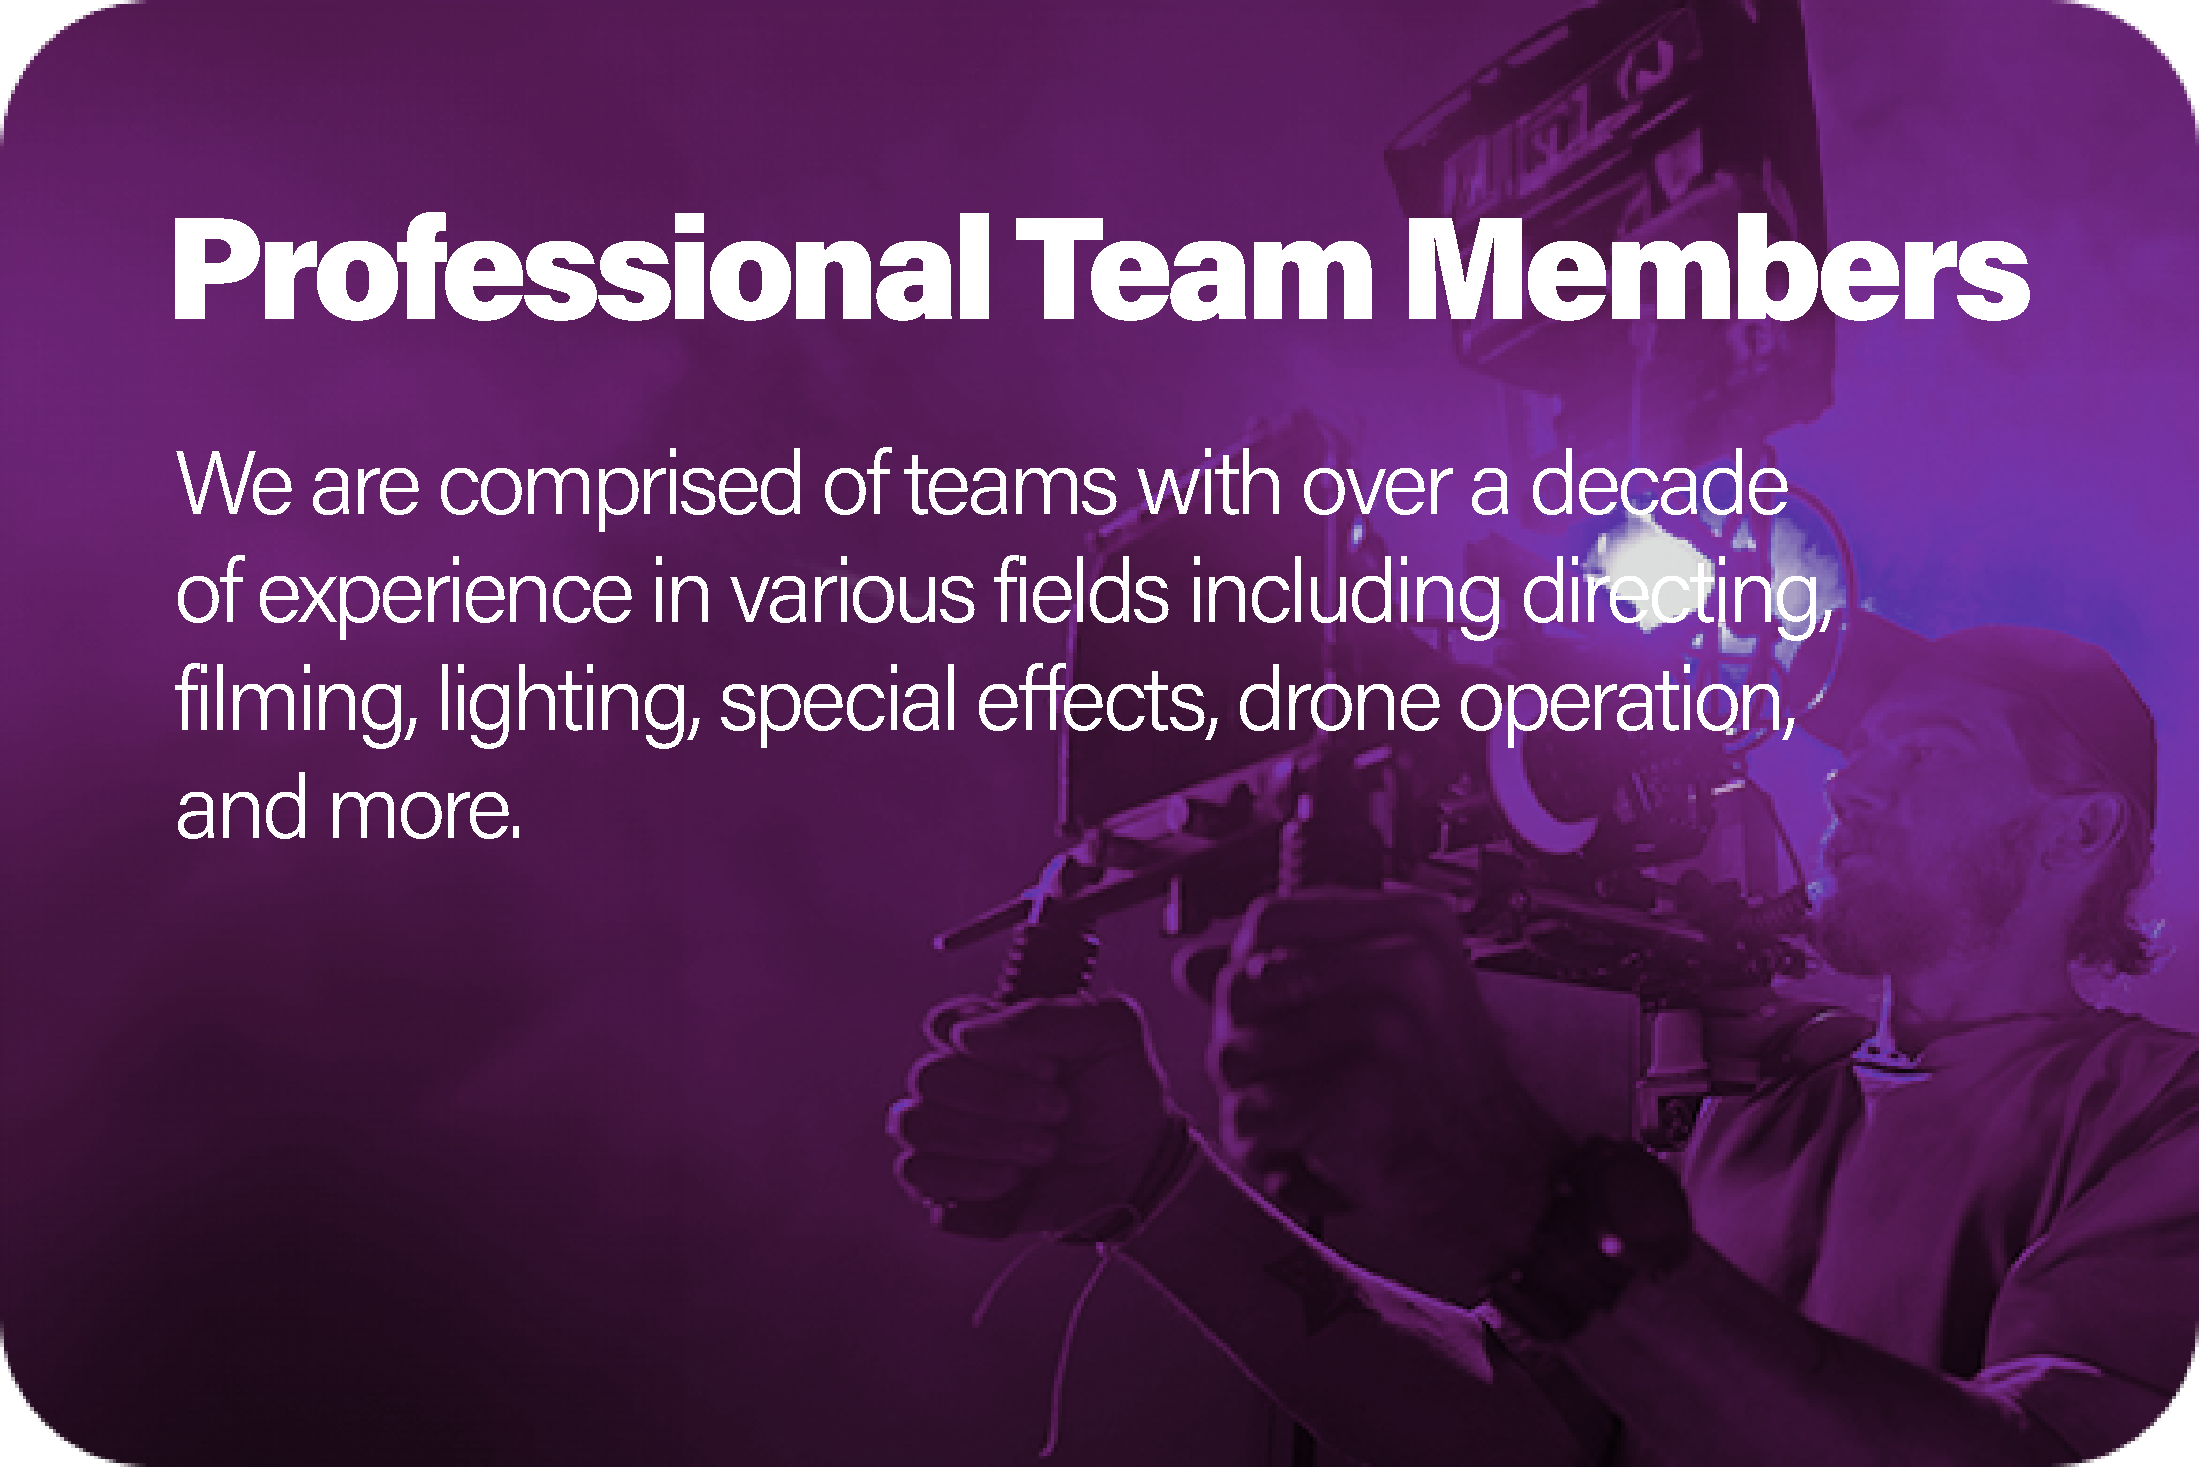 Professional Team Members
We are comprised of teams with over a decade
of experience in various fields including directing,
filming, lighting, special effects, drone operation,
and more.